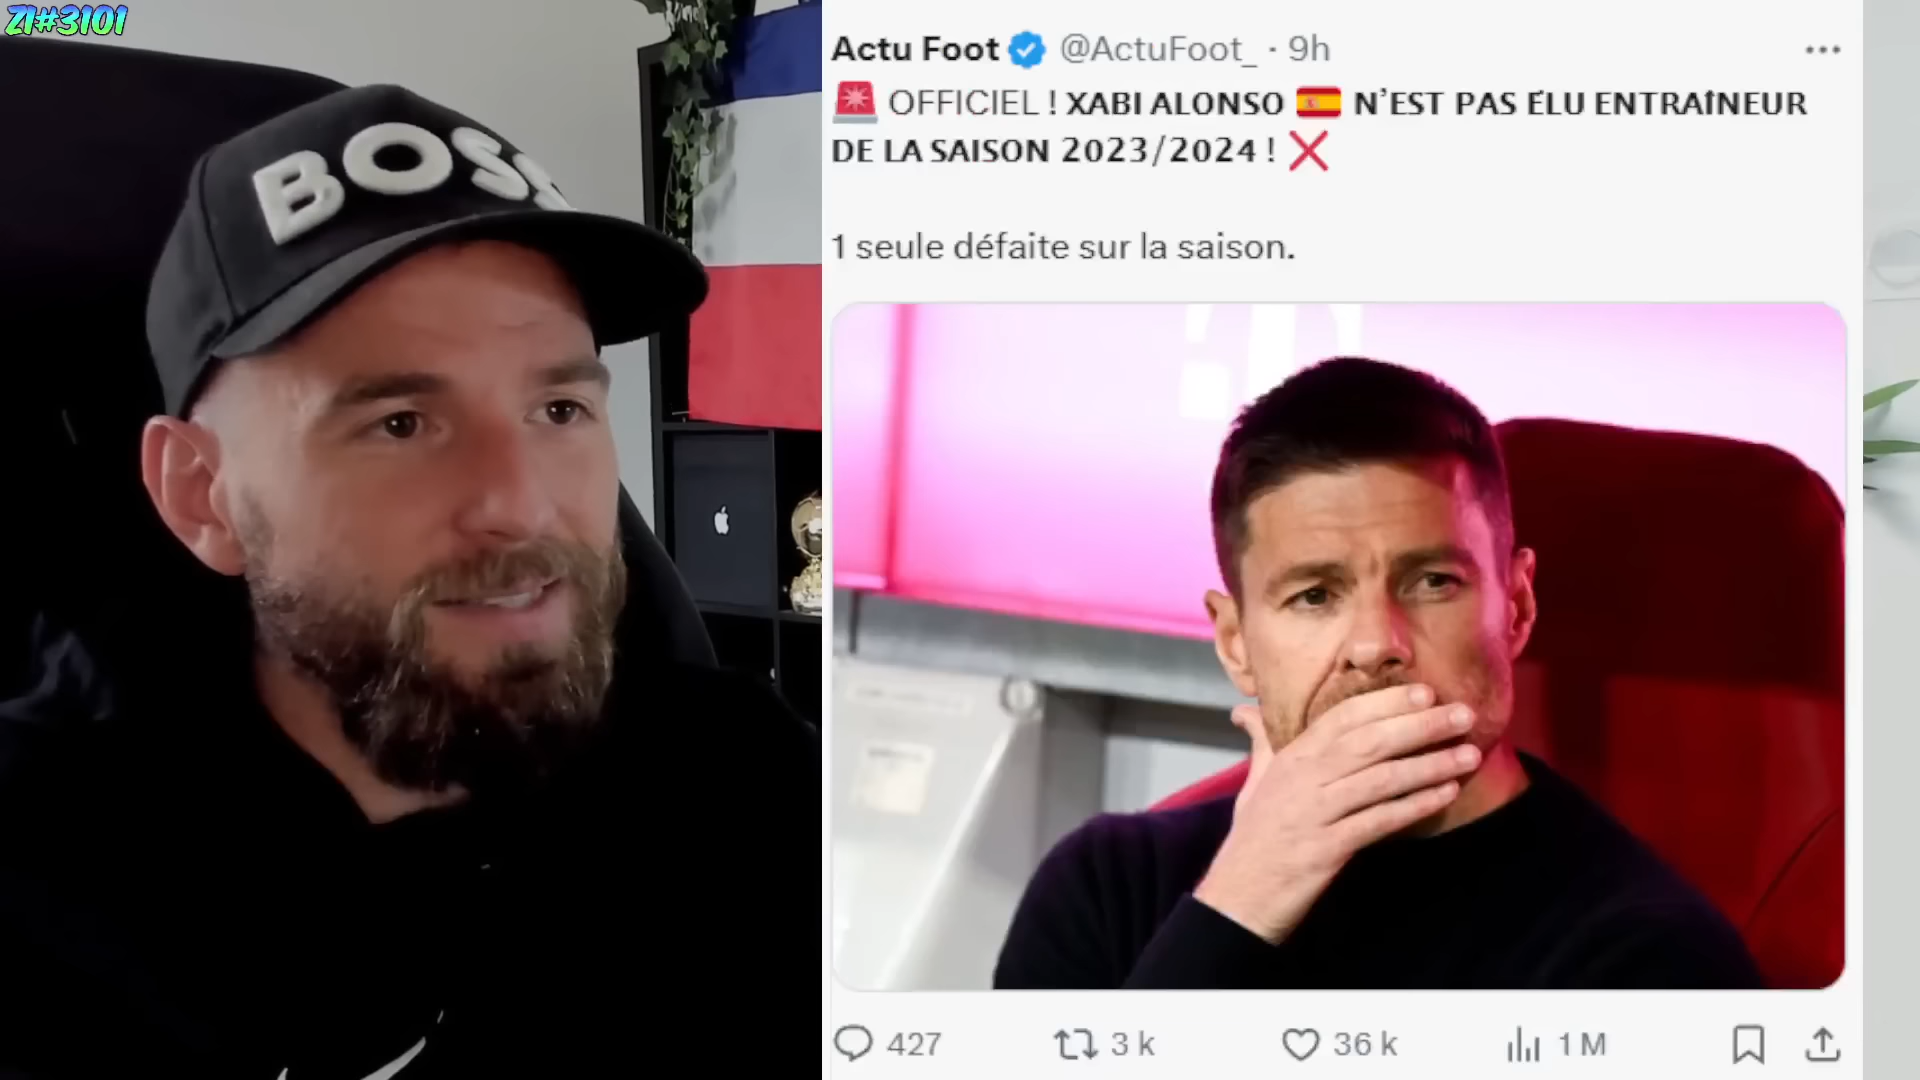 ZI#3101
BOSS
Actu Foot @ActuFoot_ · 9h
🚨 OFFICIEL ! XABI ALONSO 🇪🇸 N’EST PAS ÉLU ENTRAÎNEUR
DE LA SAISON 2023/2024 ! ❌
1 seule défaite sur la saison.
427 3 k 36 k 1 M